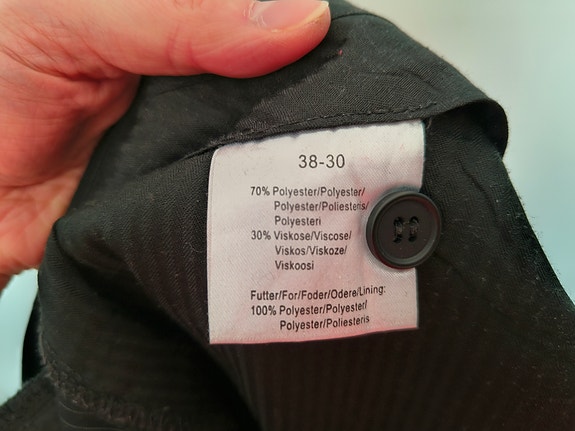 38-30
70% Polyester/Polyester/
Polyester/Poliesteris/
Polyesteri
30% Viskose/Viscose/
Viskos/Viskoze/
Viskoosi
Futter/For/Foder/Odere/Lining:
100% Polyester/Polyester/
Polyester/Poliesteris